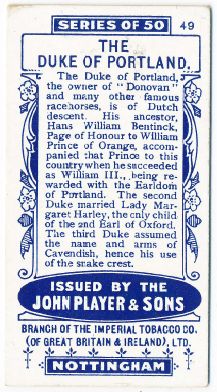 SERIES OF 50 49
THE
DUKE OF PORTLAND.
The Duke of Portland,
the owner of "Donovan"
and many other famous
racehorses, is of Dutch
descent. His ancestor,
Hans William Bentinck,
Page of Honour to William
Prince of Orange, accom-
panied that Prince to this
country when he succeeded
as William III., being re-
warded with the Earldom
of Portland. The second
Duke married Lady Mar-
garet Harley, the only child
of the 2nd Earl of Oxford.
The third Duke assumed
the name and arms of
Cavendish, hence his use
of the snake crest.
ISSUED BY THE
JOHN PLAYER & SONS
BRANCH OF THE IMPERIAL TOBACCO CO.
(OF GREAT BRITAIN & IRELAND), LTD.
NOTTINGHAM